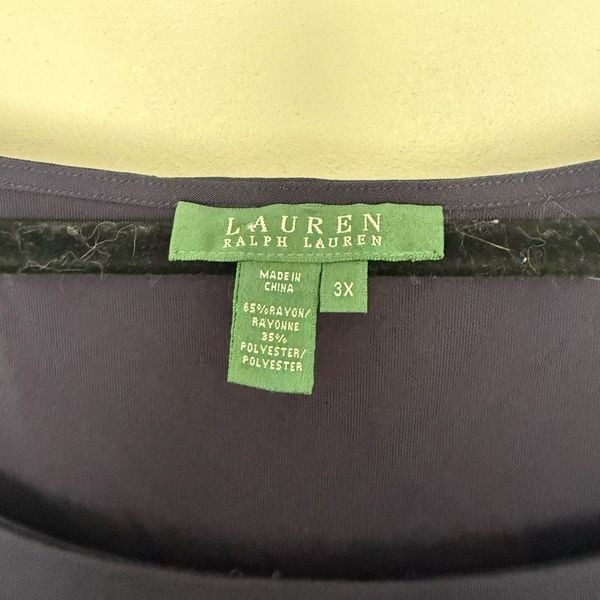 LAUREN
RALPH LAUREN
MADE IN
CHINA
3X
65% RAYON/
RAYONNE
35%
POLYESTER/
POLYESTER